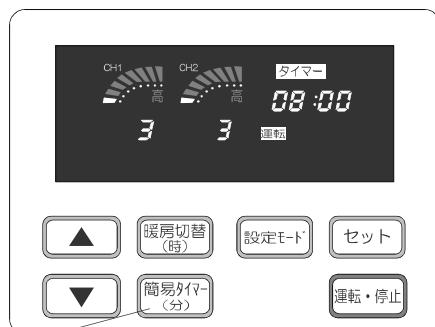 CH1 CH2 タイマー
高 高 08:00
3 3 運転
暖房切替
(時)
設定ﾓｰﾄﾞ
セット
簡易ﾀｲﾏｰ
(分)
運転・停止